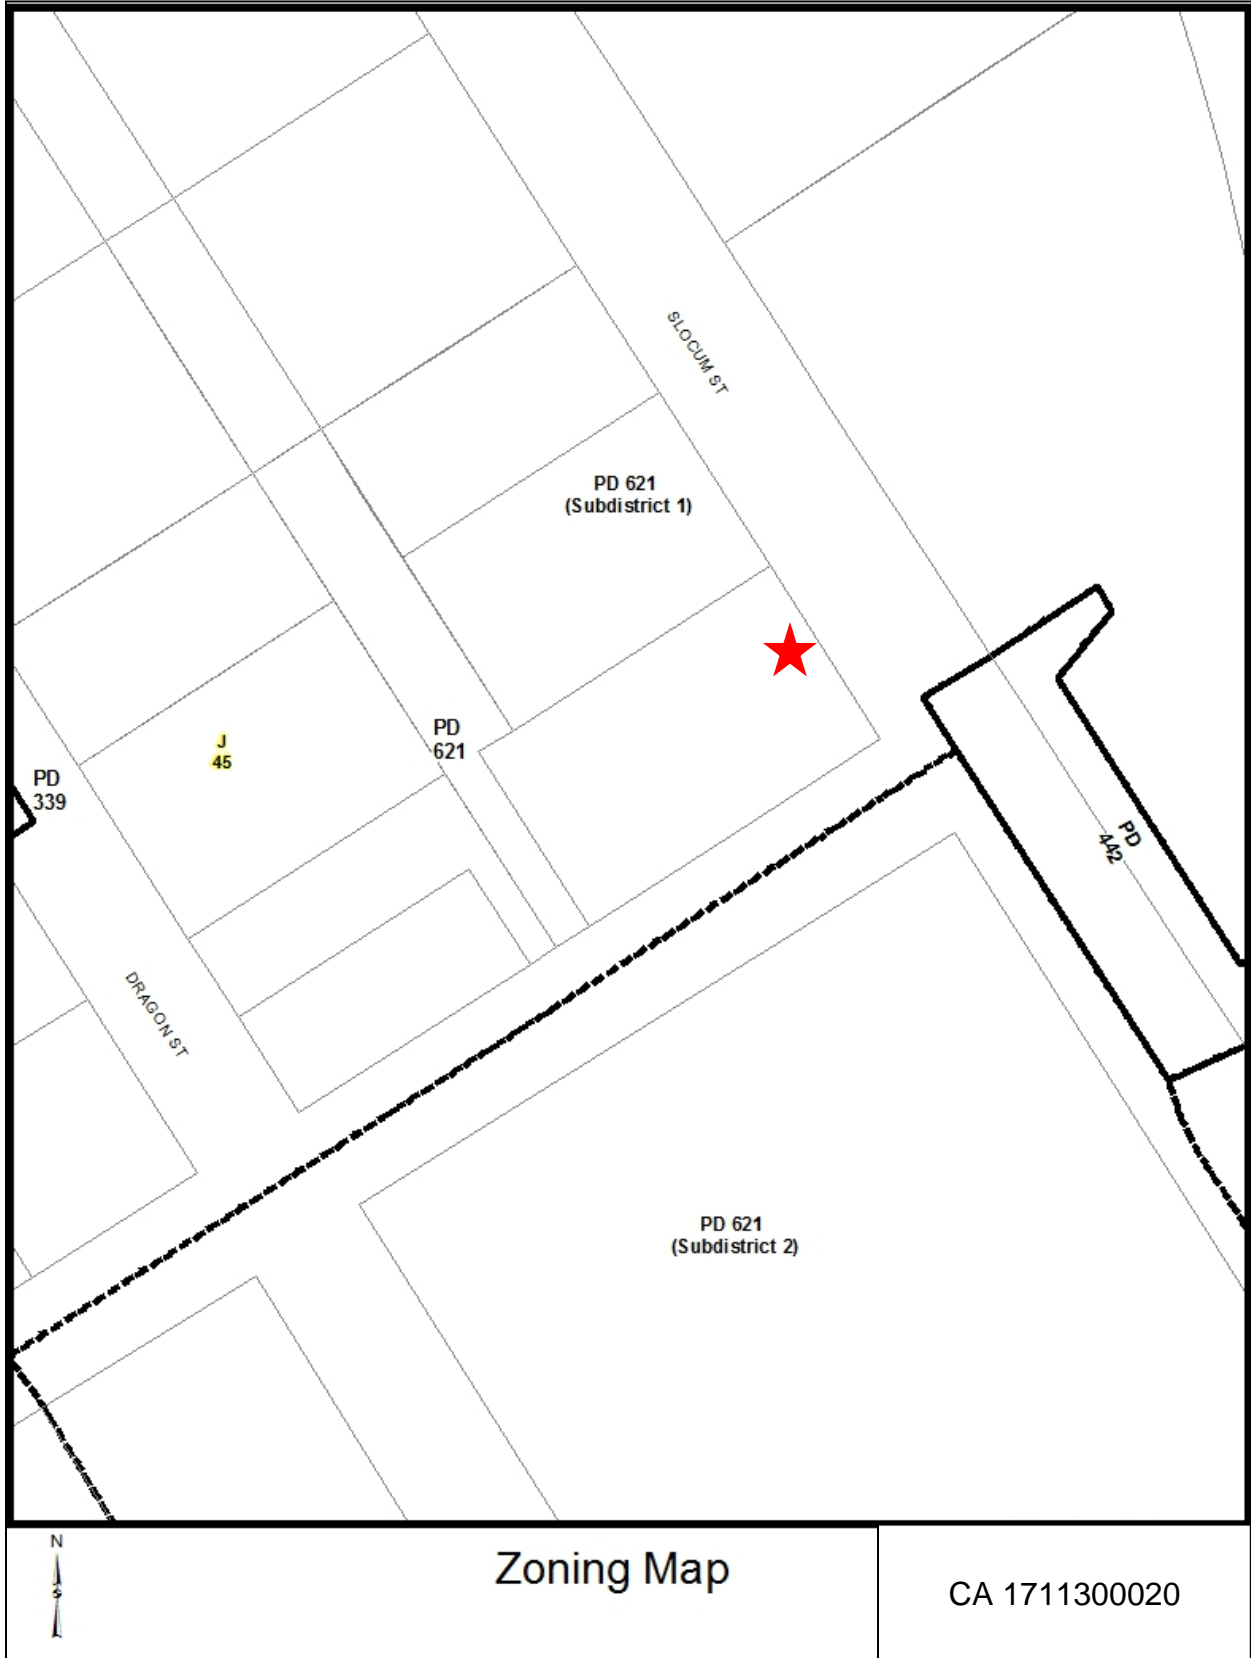 SLOCUM ST
PD 621
(Subdistrict 1)
PD
621
J
45
PD
339
PD
442
DRAGON ST
PD 621
(Subdistrict 2)
N
S
Zoning Map
CA 1711300020